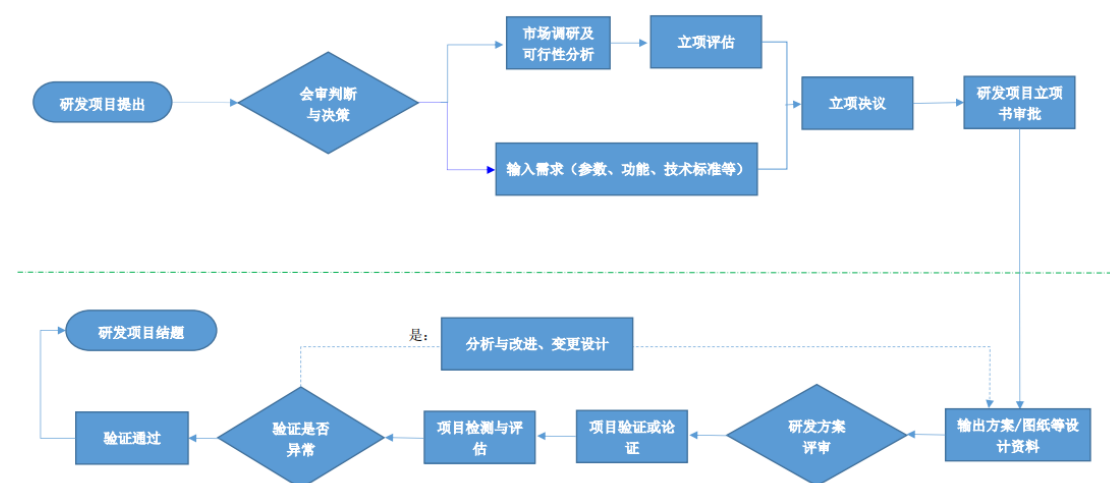 研发项目提出
会审判断
与决策
市场调研及
可行性分析
立项评估
输入需求（参数、功能、技术标准等）
立项决议
研发项目立项
书审批
研发项目结题
是：
分析与改进、变更设计
验证通过
验证是否
异常
项目检测与评
估
项目验证或论
证
研发方案
评审
输出方案/图纸等设
计资料